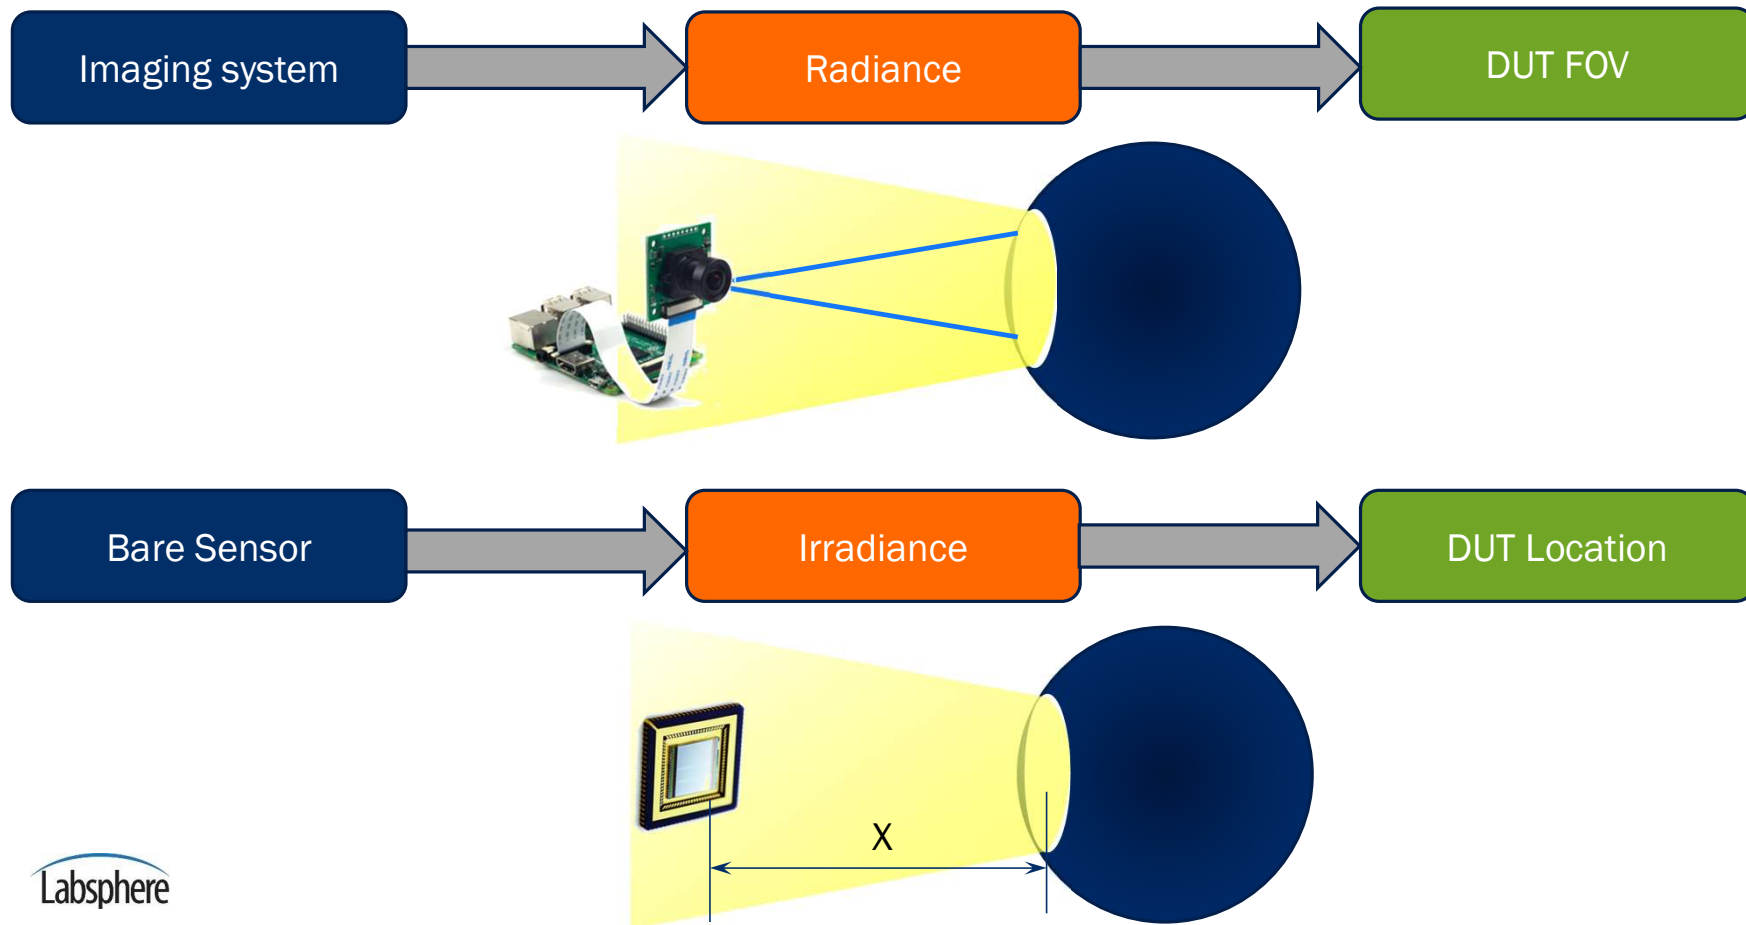 Imaging system
Radiance
DUT FOV
Bare Sensor
Irradiance
DUT Location
X
Labsphere